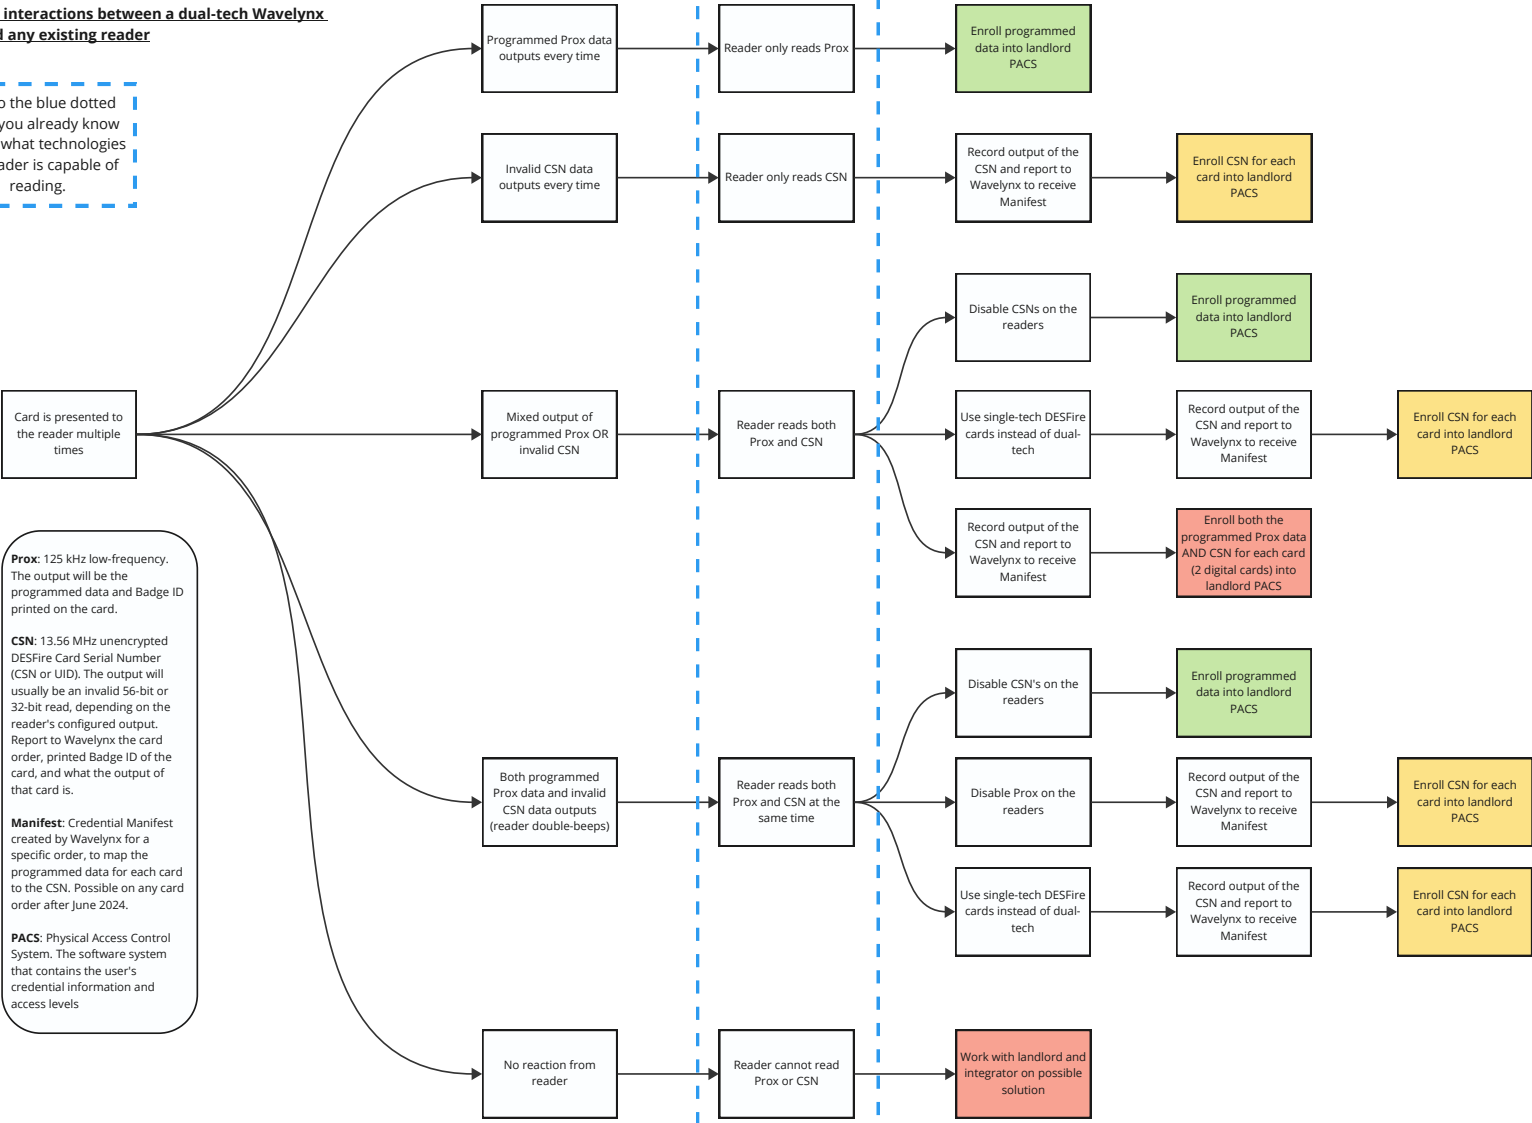 interactions between a dual-tech Wavelynx
any existing reader
the blue dotted
you already know
what technologies
is capable of
reading.
Programmed Prox data
outputs every time
Reader only reads Prox
Enroll programmed
data into landlord
PACS
Invalid CSN data
outputs every time
Reader only reads CSN
Record output of the
CSN and report to
Wavelynx to receive
Manifest
Enroll CSN for each
card into landlord
PACS
Disable CSNs on the
readers
Enroll programmed
data into landlord
PACS
Card is presented to
the reader multiple
times
Mixed output of
programmed Prox OR
invalid CSN
Reader reads both
Prox and CSN
Use single-tech DESFire
cards instead of dual-
tech
Record output of the
CSN and report to
Wavelynx to receive
Manifest
Enroll CSN for each
card into landlord
PACS
Record output of the
CSN and report to
Wavelynx to receive
Manifest
Enroll both the
programmed Prox data
AND CSN for each card
(2 digital cards) into
landlord PACS
Prox: 125 kHz low-frequency.
The output will be the
programmed data and Badge ID
printed on the card.
CSN: 13.56 MHz unencrypted
DESFire Card Serial Number
(CSN or UID). The output will
usually be an invalid 56-bit or
32-bit read, depending on the
reader's configured output.
Report to Wavelynx the card
order, printed Badge ID of the
card, and what the output of
that card is.
Manifest: Credential Manifest
created by Wavelynx for a
specific order, to map the
programmed data for each card
to the CSN. Possible on any card
order after June 2024.
PACS: Physical Access Control
System. The software system
that contains the user's
credential information and
access levels
Both programmed
Prox data and invalid
CSN data outputs
(reader double-beeps)
Reader reads both
Prox and CSN at the
same time
Disable CSN's on the
readers
Enroll programmed
data into landlord
PACS
Disable Prox on the
readers
Record output of the
CSN and report to
Wavelynx to receive
Manifest
Enroll CSN for each
card into landlord
PACS
Use single-tech DESFire
cards instead of dual-
tech
Record output of the
CSN and report to
Wavelynx to receive
Manifest
Enroll CSN for each
card into landlord
PACS
No reaction from
reader
Reader cannot read
Prox or CSN
Work with landlord and
integrator on possible
solution